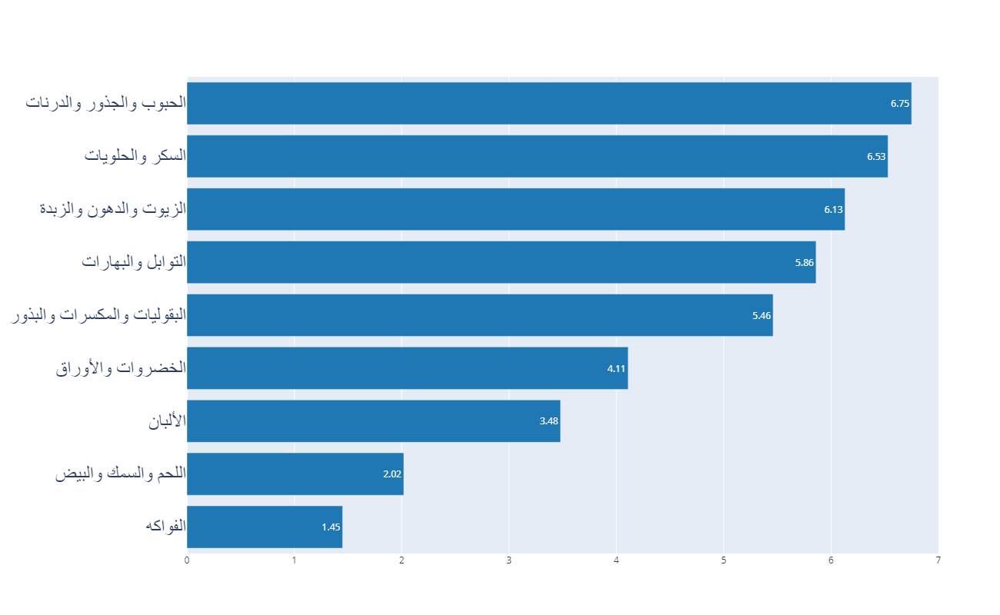 الحبوب والجذور والدرنات 6.75
السكر والحلويات 6.53
الزيوت والدهون والزبدة 6.13
التوابل والبهارات 5.86
البقوليات والمكسرات والبذور 5.46
الخضروات والأوراق 4.11
الألبان 3.48
اللحم والسمك والبيض 2.02
الفواكه 1.45
0 1 2 3 4 5 6 7